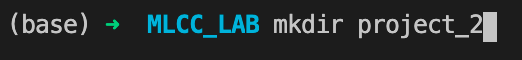 (base) ➜ MLCC_LAB mkdir project_2